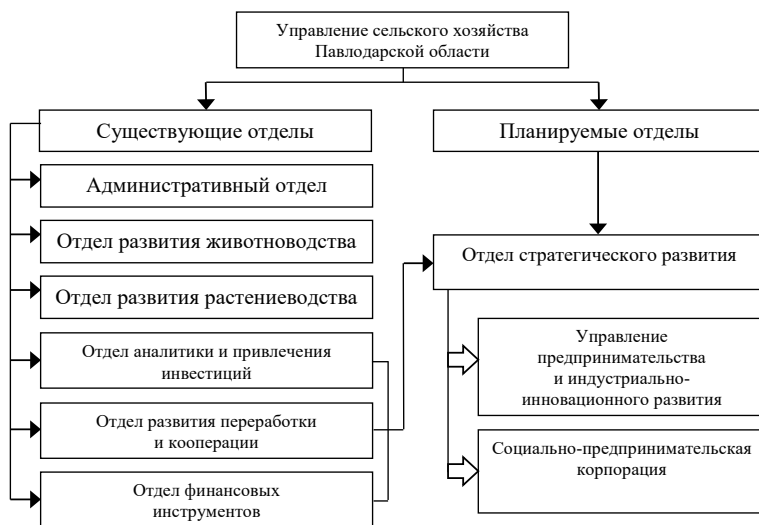 Управление сельского хозяйства
Павлодарской области
Существующие отделы
Административный отдел
Отдел развития животноводства
Отдел развития растениеводства
Отдел аналитики и привлечения
инвестиций
Отдел развития переработки
и кооперации
Отдел финансовых
инструментов
Планируемые отделы
Отдел стратегического развития
Управление
предпринимательства
и индустриально-
инновационного развития
Социально-предпринимательская
корпорация